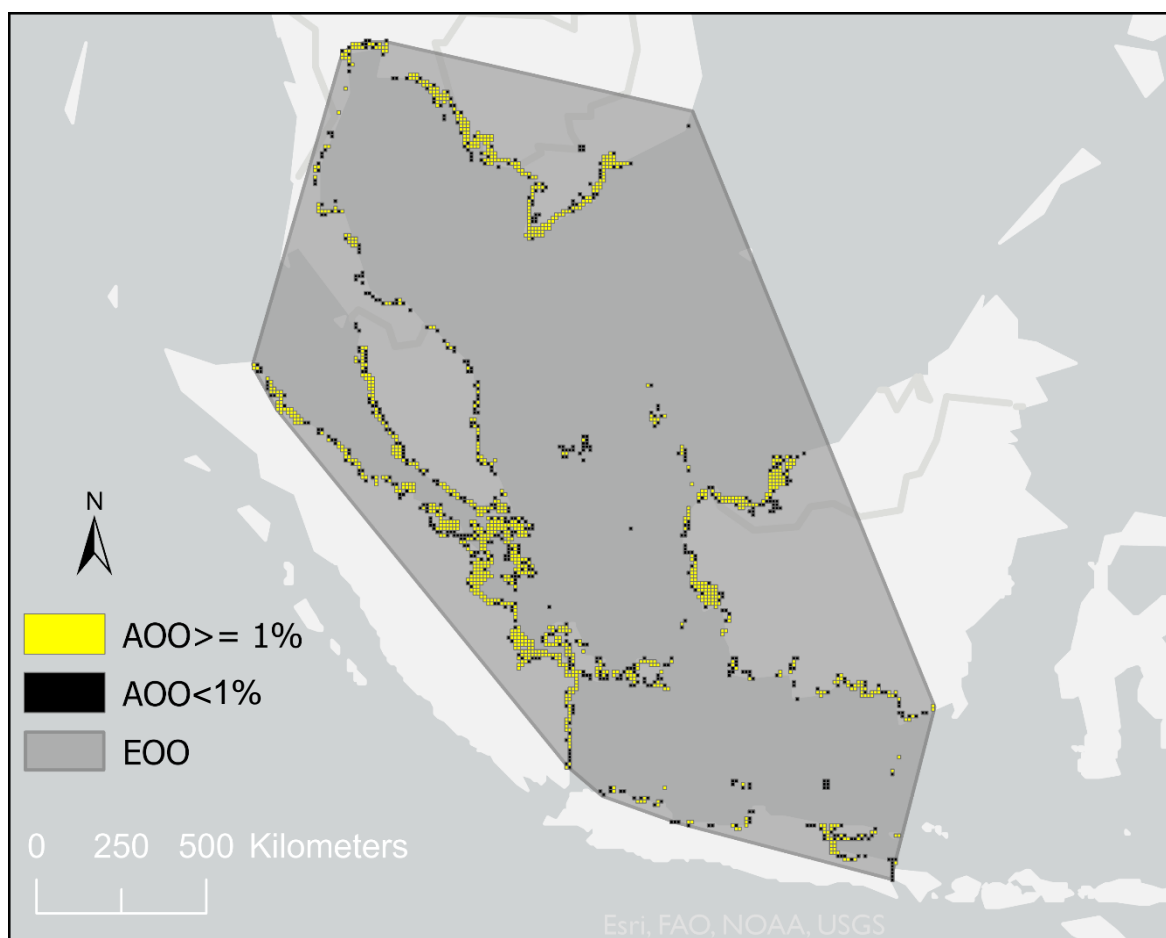 N
AOO>= 1%
AOO<1%
EOO
0 250 500 Kilometers
Esri, FAO, NOAA, USGS